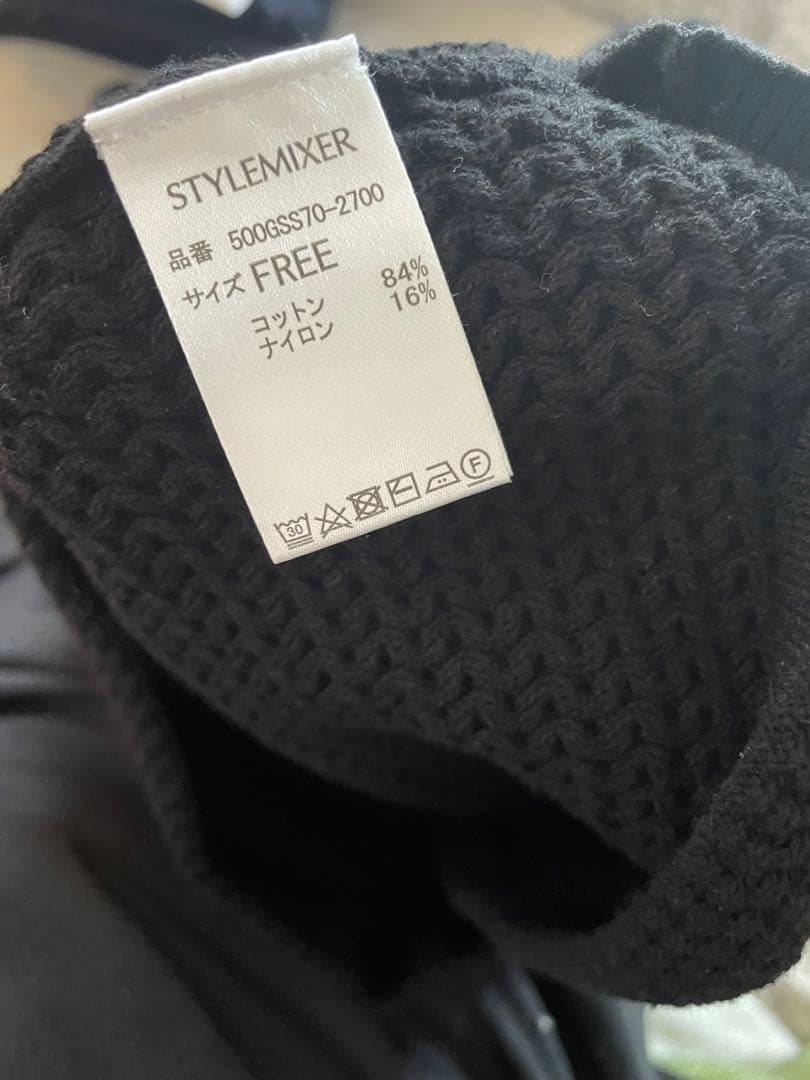 STYLEMIXER
品番 500GSS70-2700
サイズ FREE
コットン 84%
ナイロン 16%
30 F